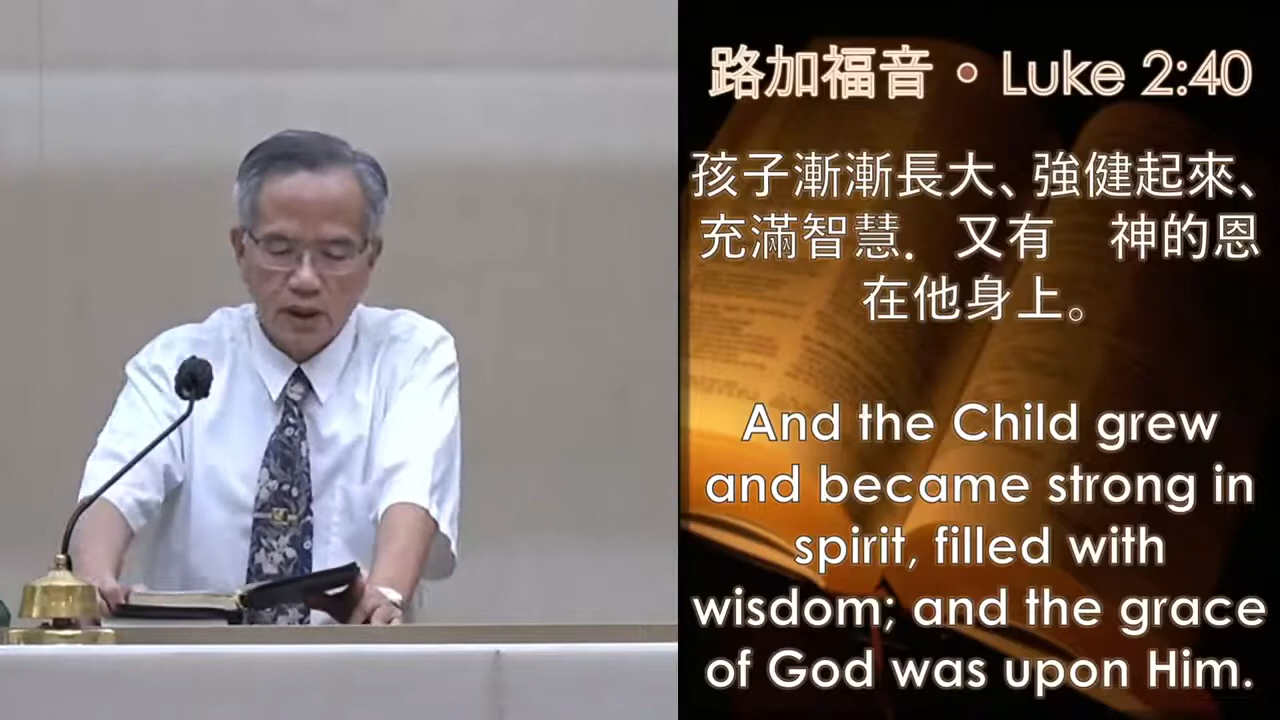 路加福音 • Luke 2:40
孩子漸漸長大、強健起來、
充滿智慧．又有　神的恩
在他身上。
And the Child grew
and became strong in
spirit, filled with
wisdom; and the grace
of God was upon Him.